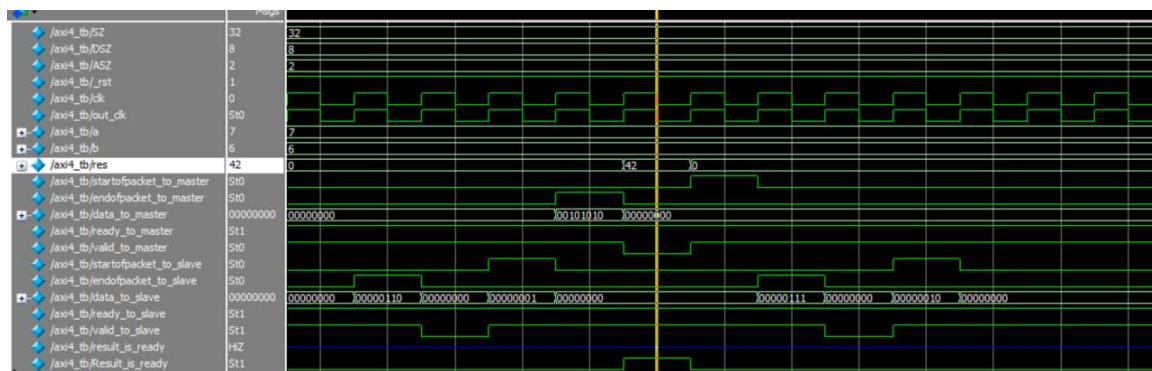 Msgs
/axi4_tb/SZ 32 32
/axi4_tb/DSZ 8 8
/axi4_tb/ASZ 2 2
/axi4_tb/_rst 1
/axi4_tb/clk 0
/axi4_tb/out_clk St0
/axi4_tb/a 7 7
/axi4_tb/b 6 6
/axi4_tb/res 42 0 42 0
/axi4_tb/startofpacket_to_master St0
/axi4_tb/endofpacket_to_master St0
/axi4_tb/data_to_master 00000000 00000000 00101010 00000000
/axi4_tb/ready_to_master St1
/axi4_tb/valid_to_master St0
/axi4_tb/startofpacket_to_slave St0
/axi4_tb/endofpacket_to_slave St0
/axi4_tb/data_to_slave 00000000 00000000 00000110 00000000 00000001 00000000 00000111 00000000 00000010 00000000
/axi4_tb/ready_to_slave St1
/axi4_tb/valid_to_slave St1
/axi4_tb/result_is_ready HiZ
/axi4_tb/Result_is_ready St1